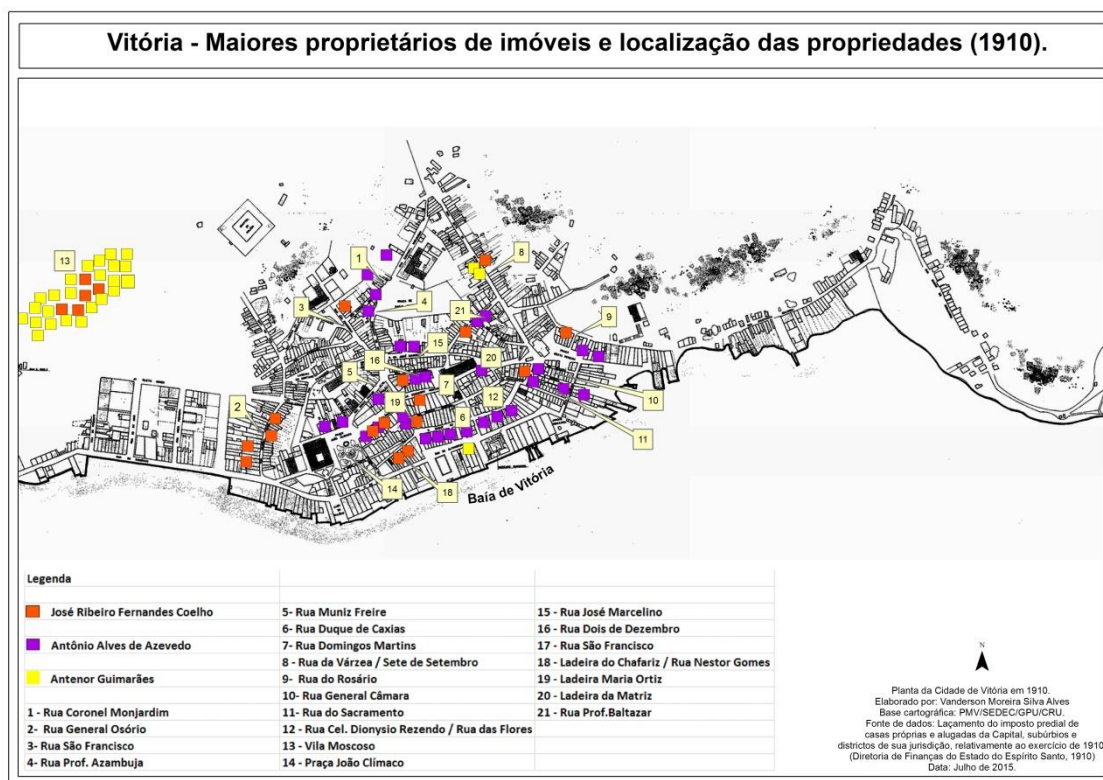 Vitória - Maiores proprietários de imóveis e localização das propriedades (1910).
13
1
8
3
4
21
9
15
16
20
5
7
2
19
12
10
6
11
14
18
Baía de Vitória
Legenda
José Ribeiro Fernandes Coelho
Antônio Alves de Azevedo
Antenor Guimarães
1 - Rua Coronel Monjardim
2- Rua General Osório
3- Rua São Francisco
4- Rua Prof. Azambuja
5- Rua Muniz Freire
6- Rua Duque de Caxias
7- Rua Domingos Martins
8 - Rua da Várzea / Sete de Setembro
9- Rua do Rosário
10- Rua General Câmara
11- Rua do Sacramento
12 - Rua Cel. Dionysio Rezendo / Rua das Flores
13 - Vila Moscoso
14 - Praça João Clímaco
15 - Rua José Marcelino
16 - Rua Dois de Dezembro
17 - Rua São Francisco
18 - Ladeira do Chafariz / Rua Nestor Gomes
19 - Ladeira Maria Ortiz
20 - Ladeira da Matriz
21 - Rua Prof.Baltazar
N
Planta da Cidade de Vitória em 1910.
Elaborado por: Vanderson Moreira Silva Alves
Base cartográfica: PMV/SEDEC/GPU/CRU.
Fonte de dados: Laçamento do imposto predial de
casas próprias e alugadas da Capital, subúrbios e
districtos de sua jurisdição, relativamente ao exercício de 1910
(Diretoria de Finanças do Estado do Espírito Santo, 1910)
Data: Julho de 2015.